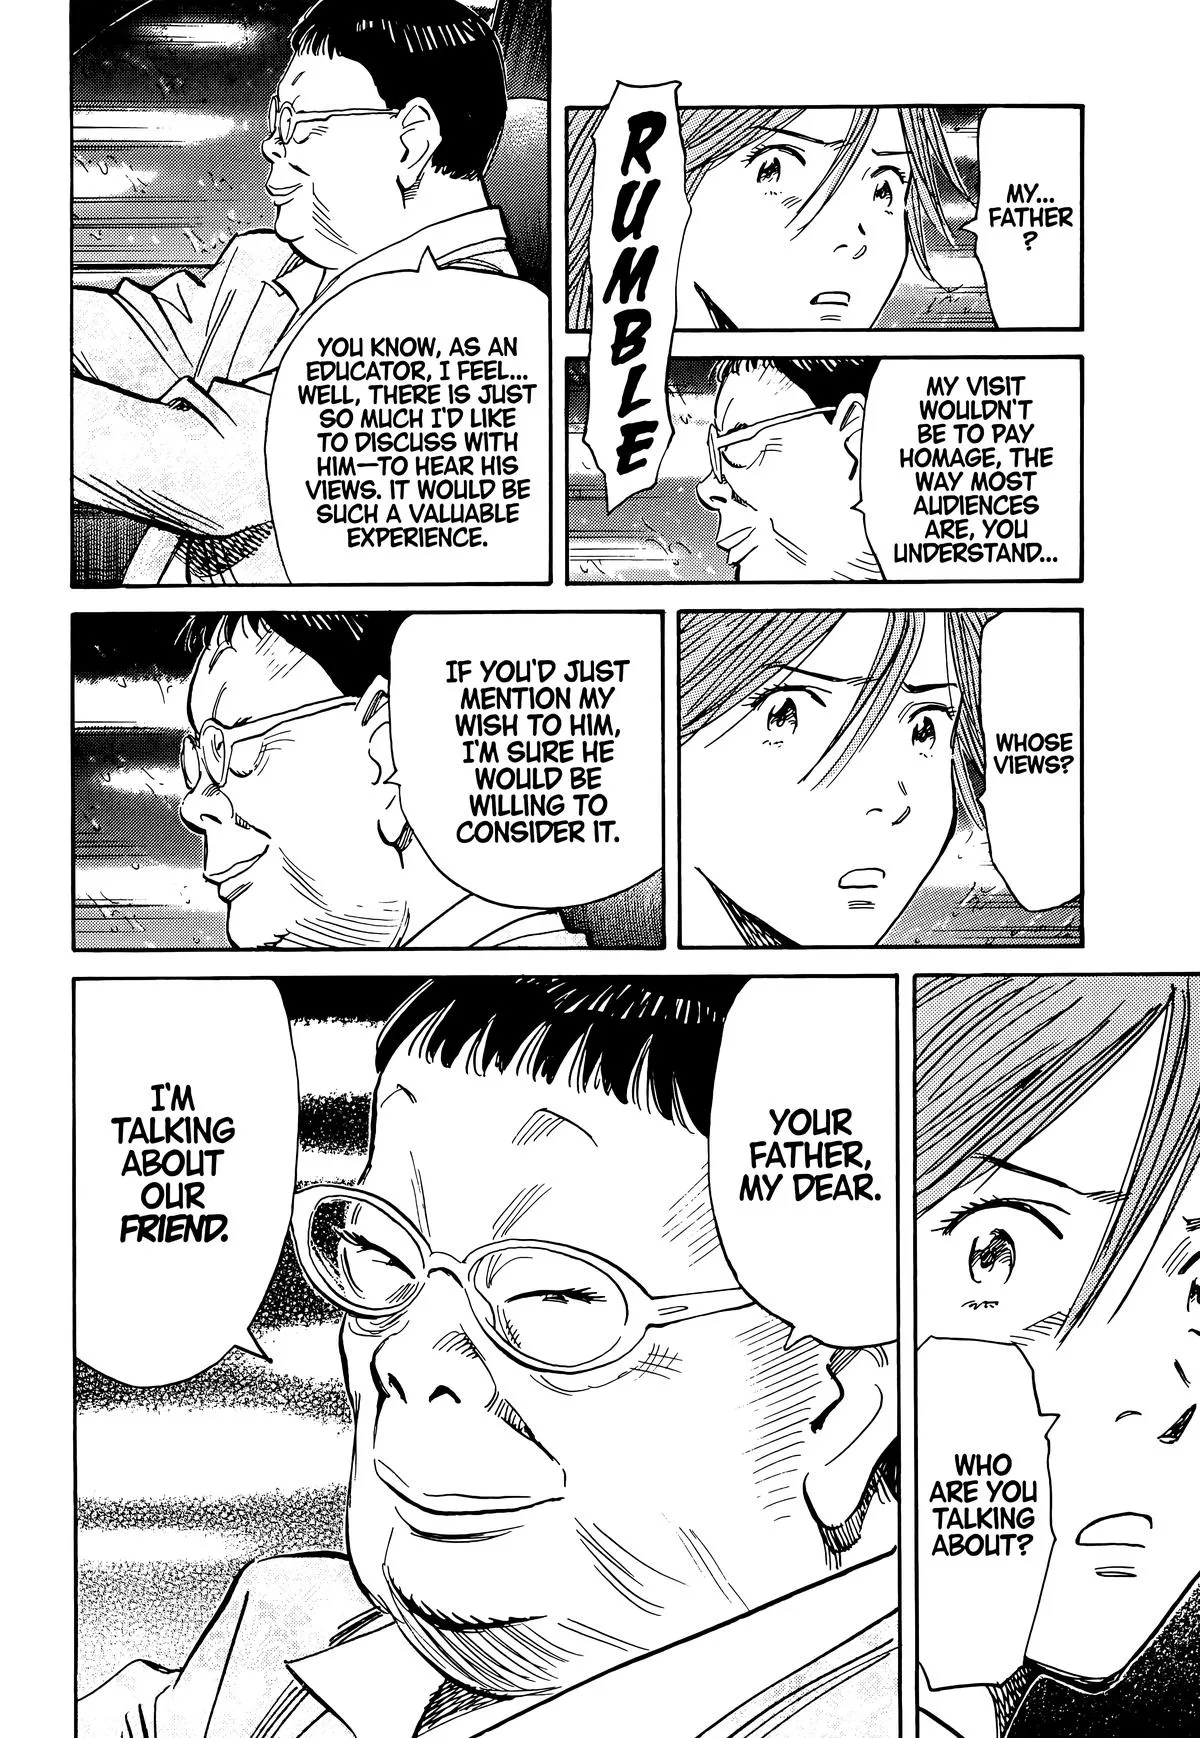 MY...
FATHER
?
RUMBLE
MY VISIT
WOULDN'T
BE TO PAY
HOMAGE, THE
WAY MOST
AUDIENCES
ARE, YOU
UNDERSTAND...
YOU KNOW, AS AN
EDUCATOR, I FEEL...
WELL, THERE IS JUST
SO MUCH I'D LIKE
TO DISCUSS WITH
HIM—TO HEAR HIS
VIEWS. IT WOULD BE
SUCH A VALUABLE
EXPERIENCE.
WHOSE
VIEWS?
IF YOU'D JUST
MENTION MY
WISH TO HIM,
I'M SURE HE
WOULD BE
WILLING TO
CONSIDER IT.
WHO
ARE YOU
TALKING
ABOUT?
YOUR
FATHER,
MY DEAR.
I'M
TALKING
ABOUT
OUR
FRIEND.